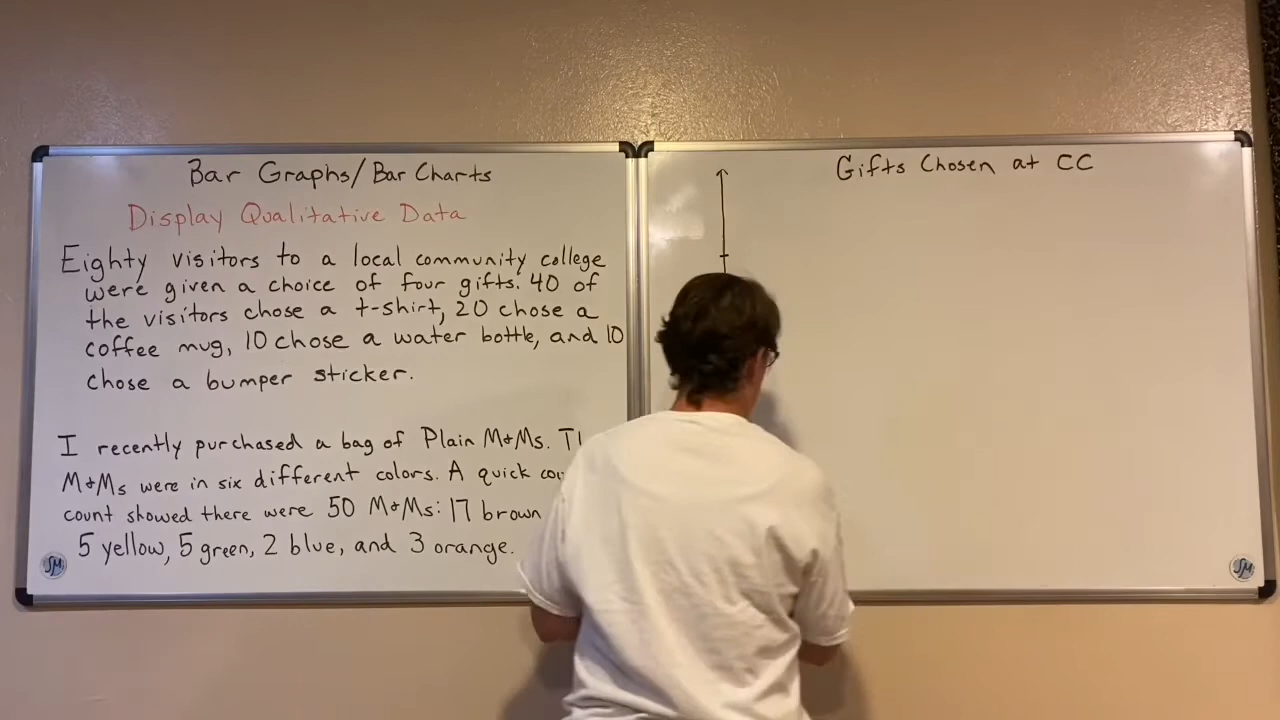 Bar Graphs/Bar Charts
Display Qualitative Data
Eighty visitors to a local community college
were given a choice of four gifts. 40 of
the visitors chose a t-shirt, 20 chose a
coffee mug, 10 chose a water bottle, and 10
chose a bumper sticker.
I recently purchased a bag of Plain M&Ms.
M&Ms were in six different colors. A quick
count showed there were 50 M&Ms: 17 brown
5 yellow, 5 green, 2 blue, and 3 orange.
SM
Gifts Chosen at CC
SM